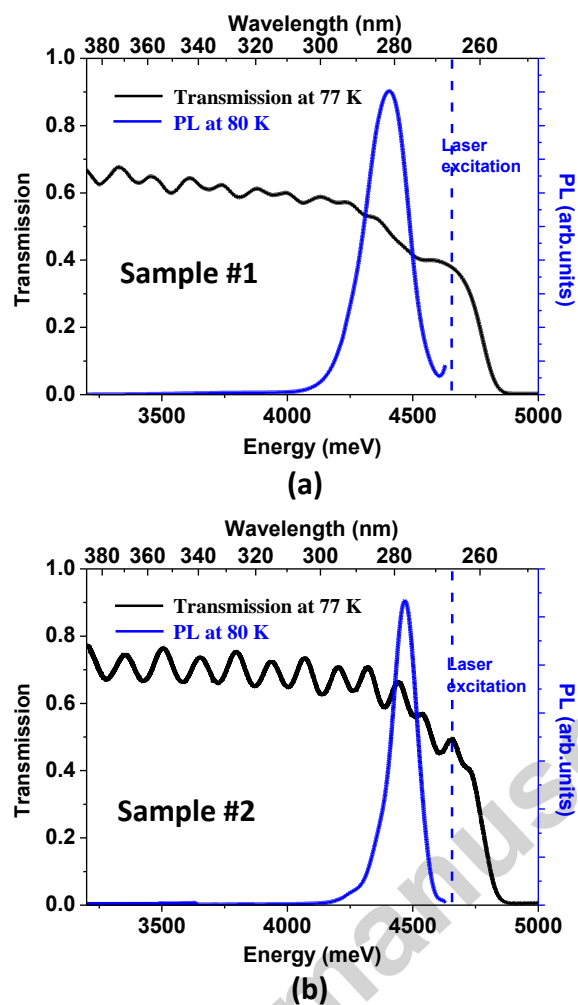 Wavelength (nm)
380 360 340 320 300 280 260
1.0
0.8
0.6
0.4
0.2
0.0
Transmission
Transmission at 77 K
PL at 80 K
Laser
excitation
Sample #1
PL (arb.units)
3500 4000 4500 5000
Energy (meV)
(a)
Wavelength (nm)
380 360 340 320 300 280 260
1.0
0.8
0.6
0.4
0.2
0.0
Transmission
Transmission at 77 K
PL at 80 K
Laser
excitation
Sample #2
PL (arb.units)
3500 4000 4500 5000
Energy (meV)
(b)